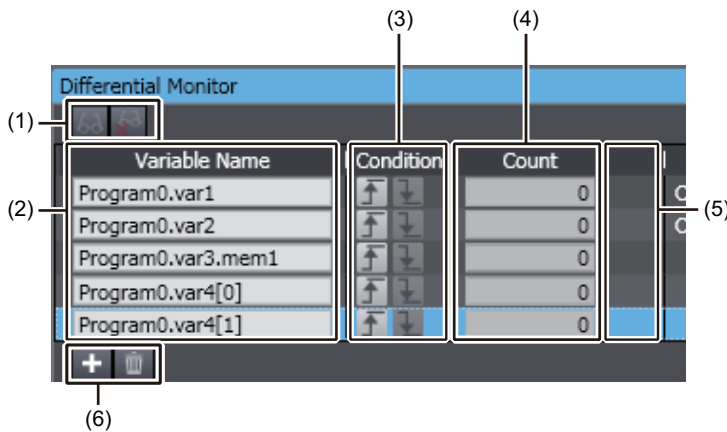 (3) (4)
Differential Monitor
(1)
Variable Name Condition Count
(2) Program0.var1 0
Program0.var2 0 (5)
Program0.var3.mem1 0
Program0.var4[0] 0
Program0.var4[1] 0
(6)